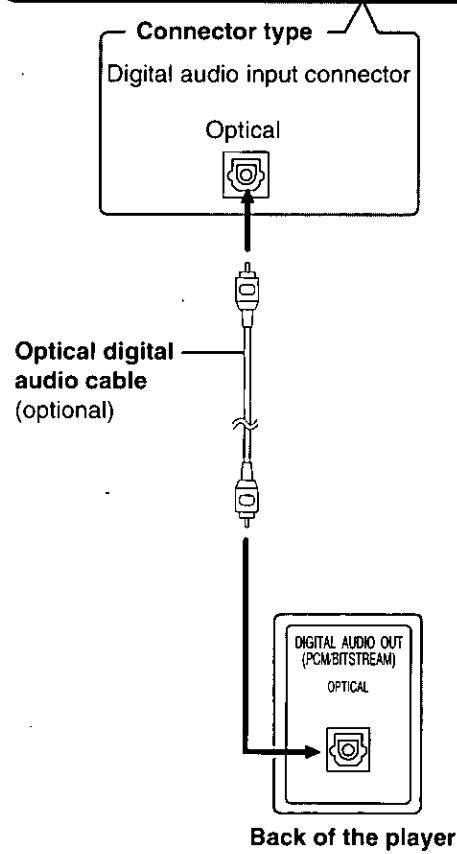 Connector type
Digital audio input connector
Optical
Optical digital
audio cable
(optional)
DIGITAL AUDIO OUT
(PCM/BITSTREAM)
OPTICAL
Back of the player